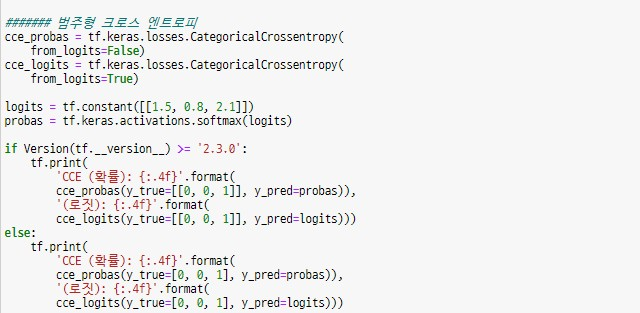 ####### 범주형 크로스 엔트로피
cce_probas = tf.keras.losses.CategoricalCrossentropy(
    from_logits=False)
cce_logits = tf.keras.losses.CategoricalCrossentropy(
    from_logits=True)

logits = tf.constant([[1.5, 0.8, 2.1]])
probas = tf.keras.activations.softmax(logits)

if Version(tf.__version__) >= '2.3.0':
    tf.print(
        'CCE (확률): {:.4f}'.format(
        cce_probas(y_true=[[0, 0, 1]], y_pred=probas)),
        '(로짓): {:.4f}'.format(
        cce_logits(y_true=[[0, 0, 1]], y_pred=logits)))
else:
    tf.print(
        'CCE (확률): {:.4f}'.format(
        cce_probas(y_true=[0, 0, 1], y_pred=probas)),
        '(로짓): {:.4f}'.format(
        cce_logits(y_true=[0, 0, 1], y_pred=logits)))